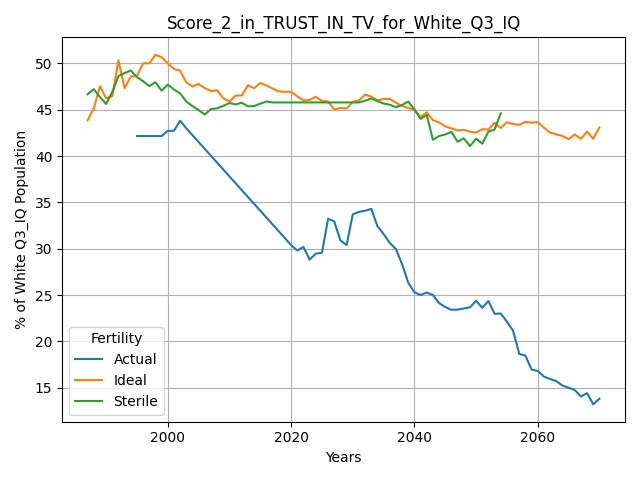 Score_2_in_TRUST_IN_TV_for_White_Q3_IQ
% of White Q3_IQ Population
50
45
40
35
30
25
20
15
Fertility
Actual
Ideal
Sterile
2000
2020
2040
2060
Years